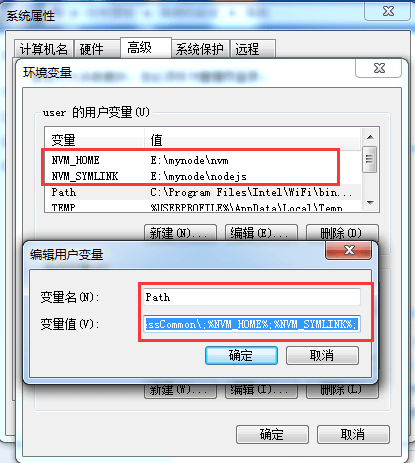 系统属性
计算机名 硬件 高级 系统保护 远程
环境变量
user 的用户变量(U)
变量 值
NVM_HOME E:\mynode\nvm
NVM_SYMLINK E:\mynode\nodejs
Path C:\Program Files\Intel\WiFi\bin...
TEMP %USERPROFILE%\AppData\Local\Temp
新建(N)... 编辑(E)... 删除(D)
编辑用户变量
变量名(N): Path
变量值(V): essCommon\;%NVM_HOME%;%NVM_SYMLINK%;
确定 取消
新建(W)... 编辑(I)... 删除(L)
确定 取消